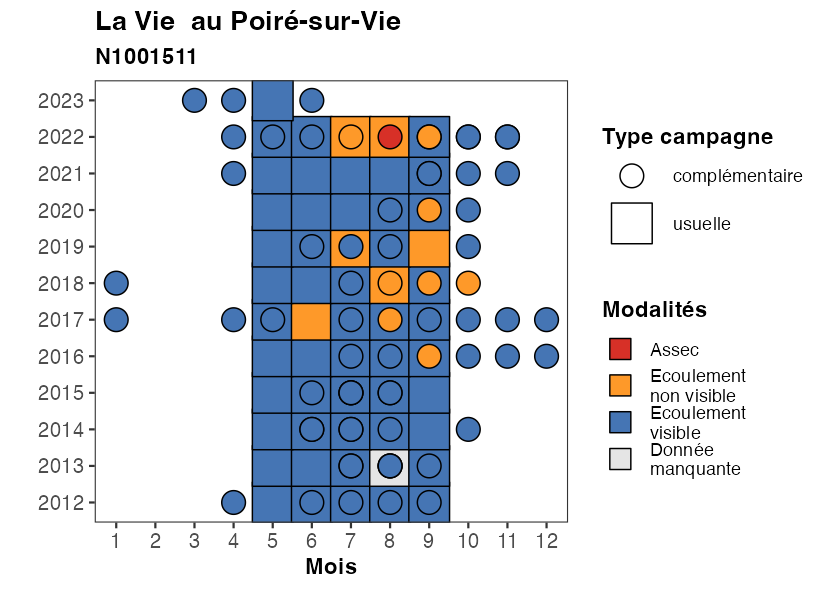 La Vie  au Poiré-sur-Vie
N1001511
2023
2022
2021
2020
2019
2018
2017
2016
2015
2014
2013
2012
1 2 3 4 5 6 7 8 9 10 11 12
Mois
Type campagne
complémentaire
usuelle
Modalités
Assec
Ecoulement
non visible
Ecoulement
visible
Donnée
manquante